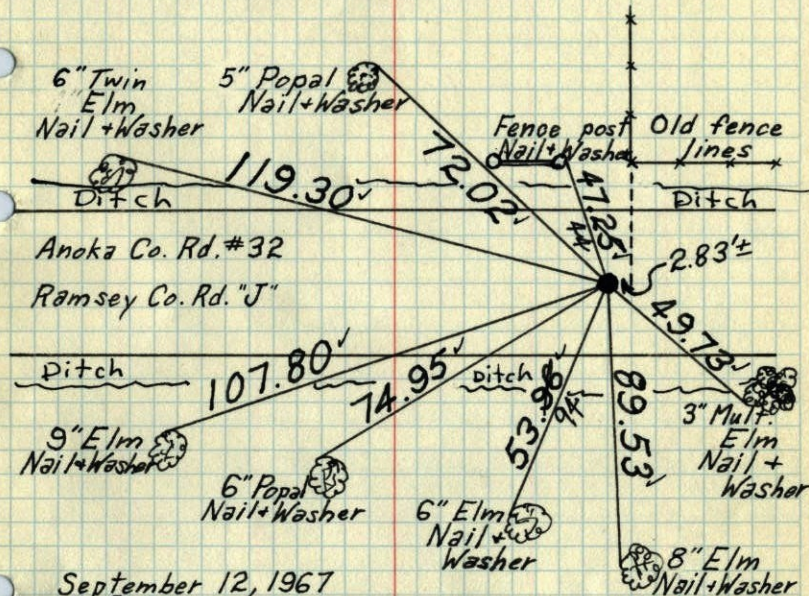 6" Twin
Elm
Nail + Washer
5" Popal
Nail + Washer
Fence post
Nail + Washer
Old fence
lines
119.30
72.02
47.25
44
Ditch
Ditch
Anoka Co. Rd. #32
Ramsey Co. Rd. "J"
2.83'±
49.73
Ditch
107.80
74.95
Ditch
53.96
94
89.53
3" Mult.
Elm
Nail +
Washer
9" Elm
Nail + Washer
6" Popal
Nail + Washer
6" Elm
Nail +
Washer
8" Elm
Nail + Washer
September 12, 1967